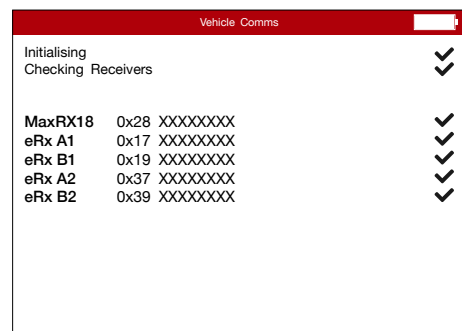 Vehicle Comms
Initialising
Checking Receivers
MaxRX18 0x28 XXXXXXXX
eRx A1 0x17 XXXXXXXX
eRx B1 0x19 XXXXXXXX
eRx A2 0x37 XXXXXXXX
eRx B2 0x39 XXXXXXXX